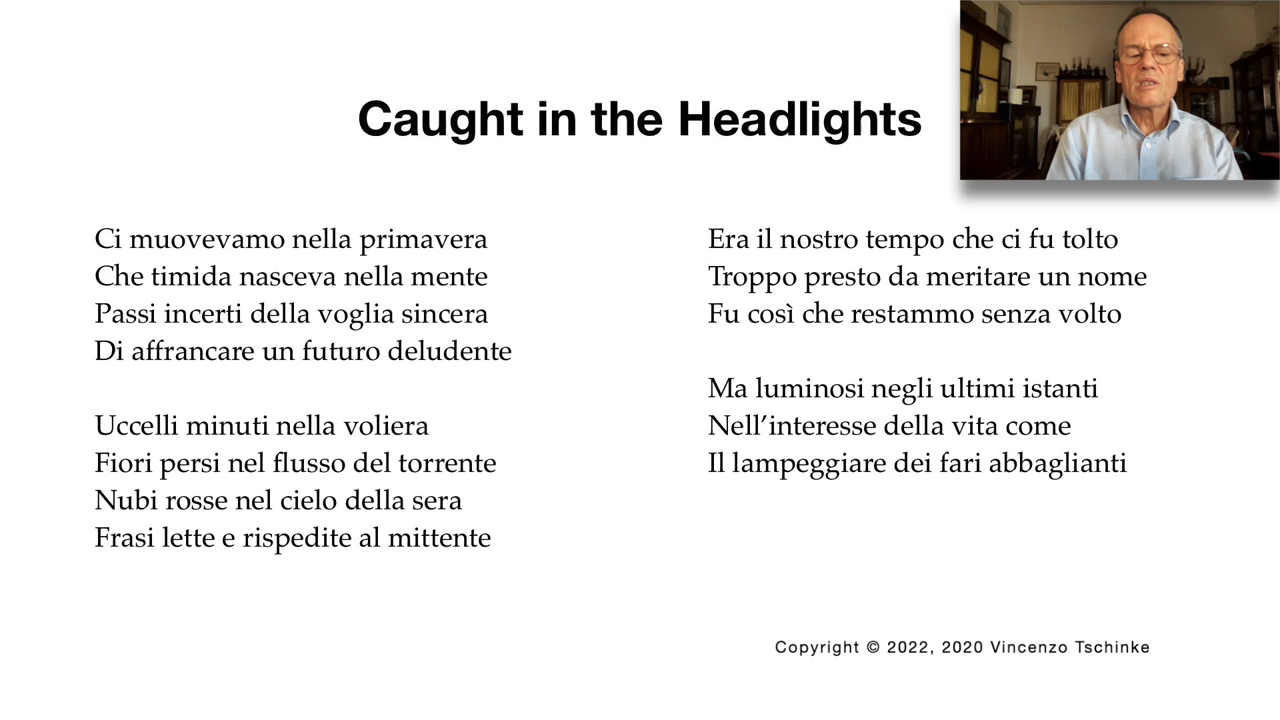 Caught in the Headlights
Ci muovevamo nella primavera
Che timida nasceva nella mente
Passi incerti della voglia sincera
Di affrancare un futuro deludente
Uccelli minuti nella voliera
Fiori persi nel flusso del torrente
Nubi rosse nel cielo della sera
Frasi lette e rispedite al mittente
Era il nostro tempo che ci fu tolto
Troppo presto da meritare un nome
Fu così che restammo senza volto
Ma luminosi negli ultimi istanti
Nell’interesse della vita come
Il lampeggiare dei fari abbaglianti
Copyright © 2022, 2020 Vincenzo Tschinke